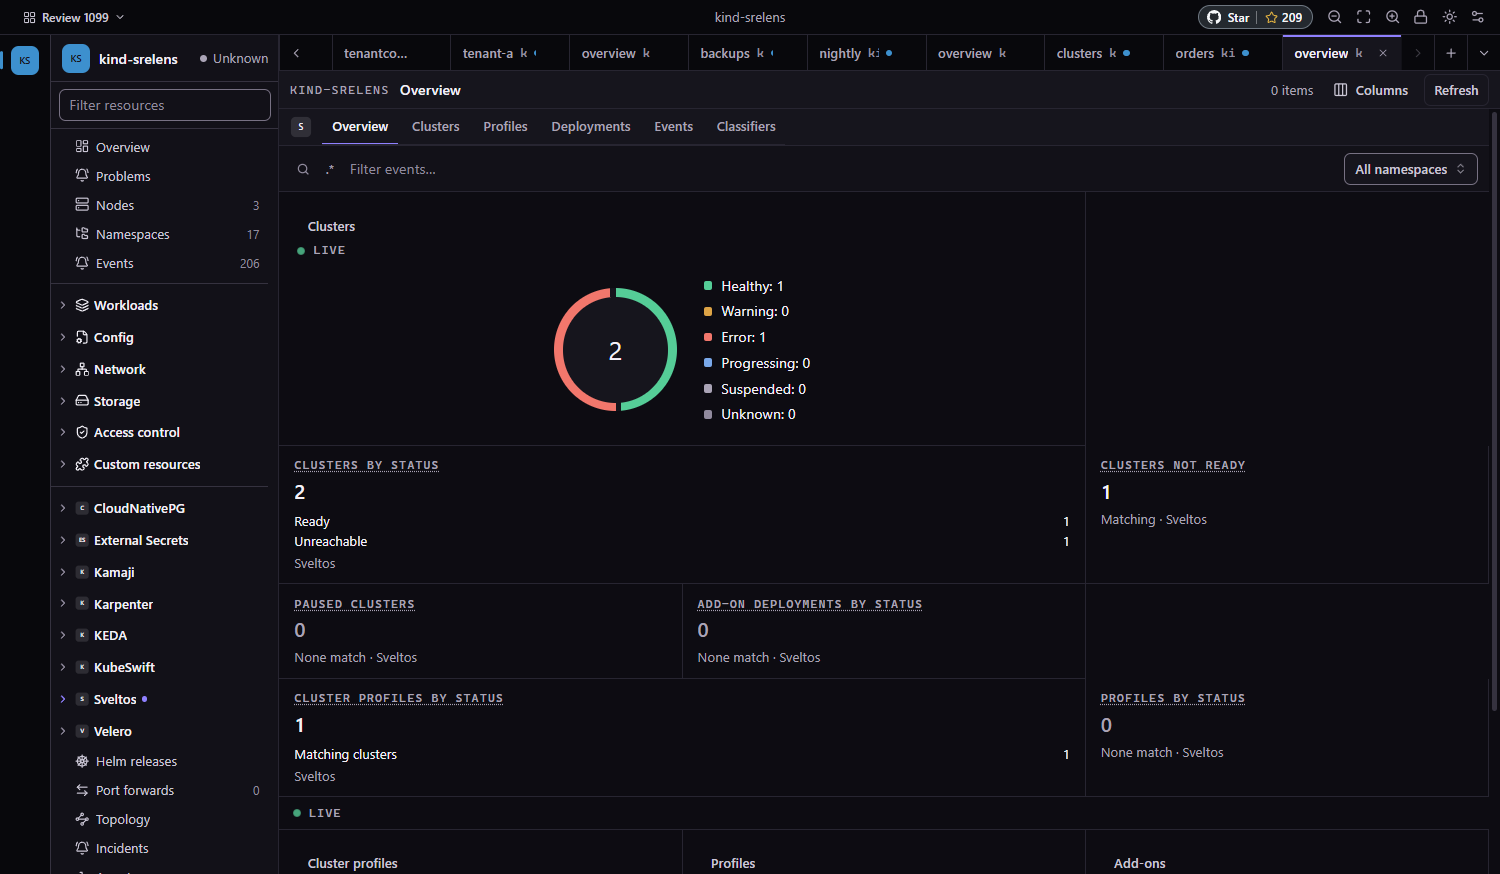 Review 1099
kind-srelens
Star 209
KS
KS kind-srelens Unknown
tenantco...
tenant-a k
overview k
backups k
nightly ki
overview k
clusters k
orders ki
overview k
Filter resources
KIND-SRELENS Overview
0 items
Columns
Refresh
S
Overview
Clusters
Profiles
Deployments
Events
Classifiers
.* Filter events...
All namespaces
Overview
Problems
Nodes 3
Namespaces 17
Events 206
Workloads
Config
Network
Storage
Access control
Custom resources
C CloudNativePG
ES External Secrets
K Kamaji
K Karpenter
K KEDA
K KubeSwift
S Sveltos
V Velero
Helm releases
Port forwards 0
Topology
Incidents
Clusters
LIVE
2
Healthy: 1
Warning: 0
Error: 1
Progressing: 0
Suspended: 0
Unknown: 0
CLUSTERS BY STATUS
2
Ready 1
Unreachable 1
Sveltos
CLUSTERS NOT READY
1
Matching · Sveltos
PAUSED CLUSTERS
0
None match · Sveltos
ADD-ON DEPLOYMENTS BY STATUS
0
None match · Sveltos
CLUSTER PROFILES BY STATUS
1
Matching clusters 1
Sveltos
PROFILES BY STATUS
0
None match · Sveltos
LIVE
Cluster profiles
Profiles
Add-ons